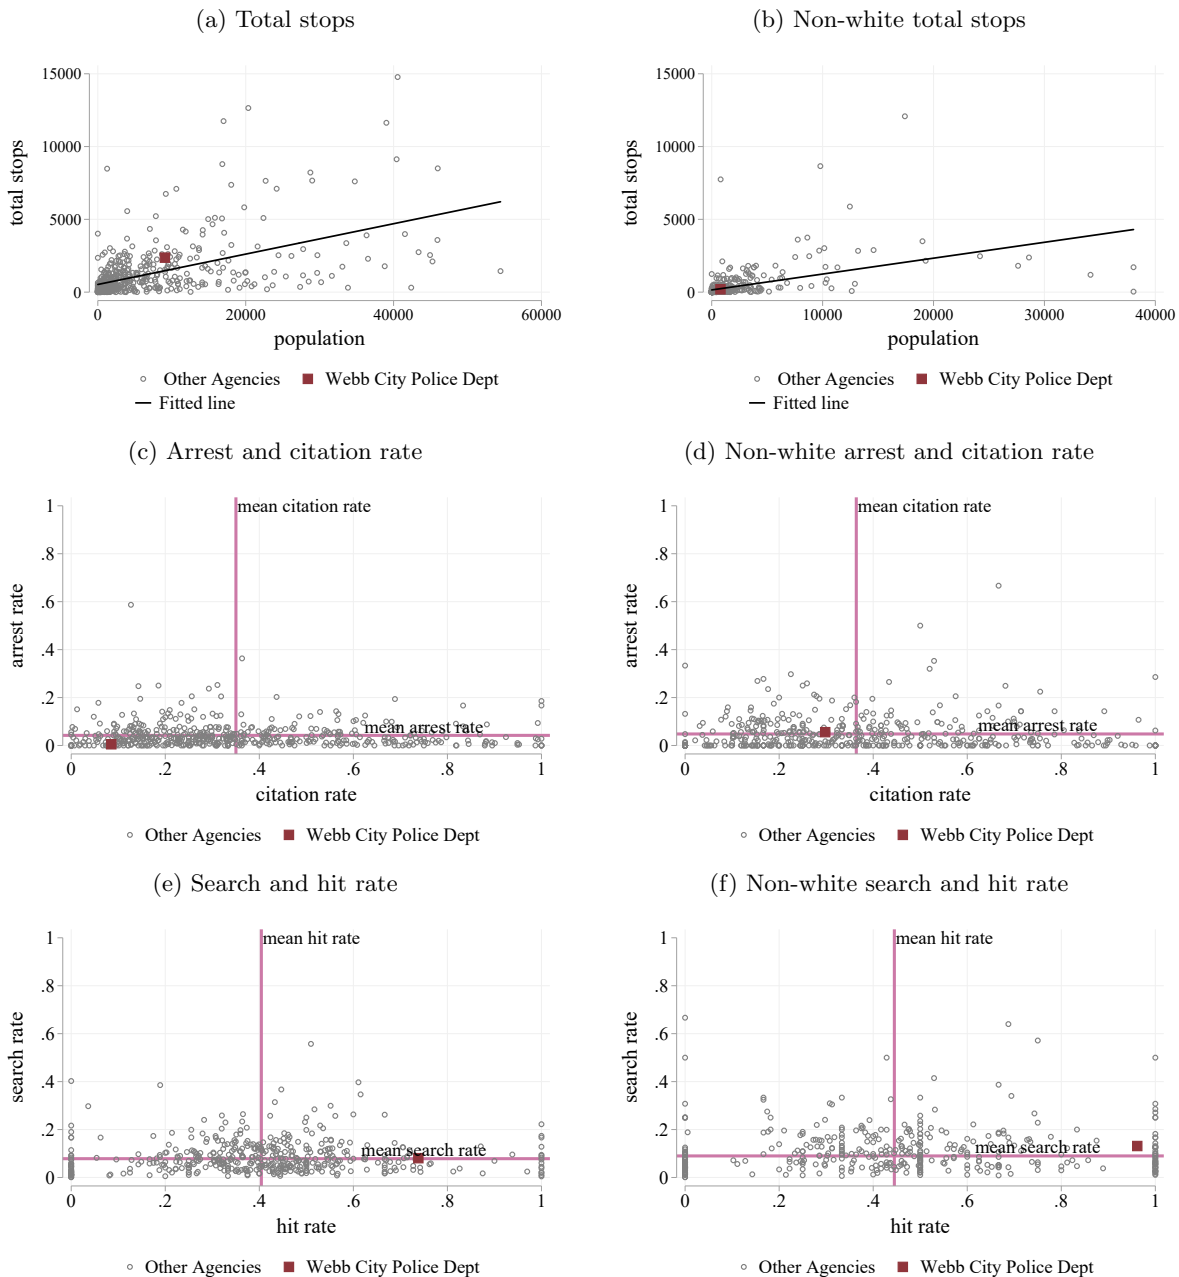 (a) Total stops
(b) Non-white total stops
total stops
15000
10000
5000
0
0 20000 40000 60000
population
Other Agencies Webb City Police Dept
Fitted line
total stops
15000
10000
5000
0
0 10000 20000 30000 40000
population
Other Agencies Webb City Police Dept
Fitted line
(c) Arrest and citation rate
(d) Non-white arrest and citation rate
arrest rate
1
.8
.6
.4
.2
0
mean citation rate
mean arrest rate
0 .2 .4 .6 .8 1
citation rate
Other Agencies Webb City Police Dept
arrest rate
1
.8
.6
.4
.2
0
mean citation rate
mean arrest rate
0 .2 .4 .6 .8 1
citation rate
Other Agencies Webb City Police Dept
(e) Search and hit rate
(f) Non-white search and hit rate
search rate
1
.8
.6
.4
.2
0
mean hit rate
mean search rate
0 .2 .4 .6 .8 1
hit rate
Other Agencies Webb City Police Dept
search rate
1
.8
.6
.4
.2
0
mean hit rate
mean search rate
0 .2 .4 .6 .8 1
hit rate
Other Agencies Webb City Police Dept